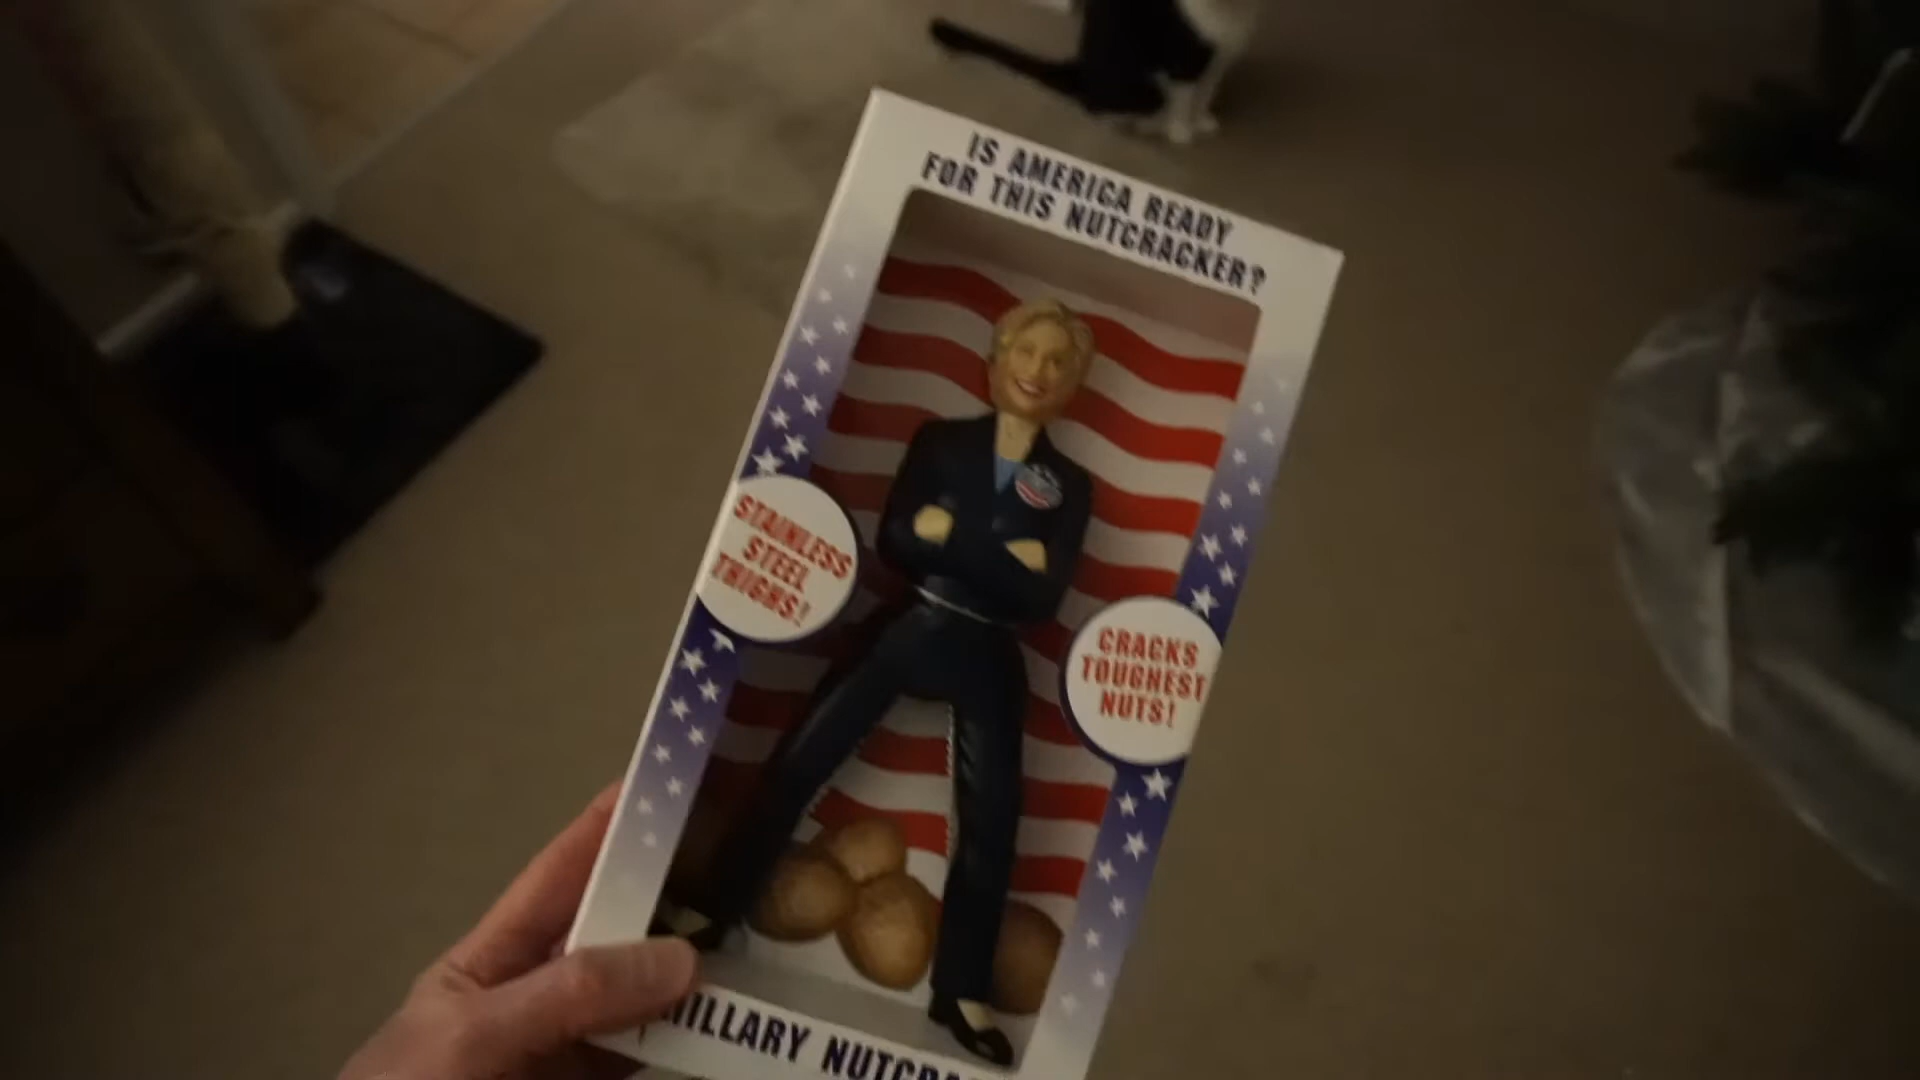 IS AMERICA READY
FOR THIS NUTCRACKER?
STAINLESS
STEEL
THIGHS!
CRACKS
TOUGHEST
NUTS!
HILLARY